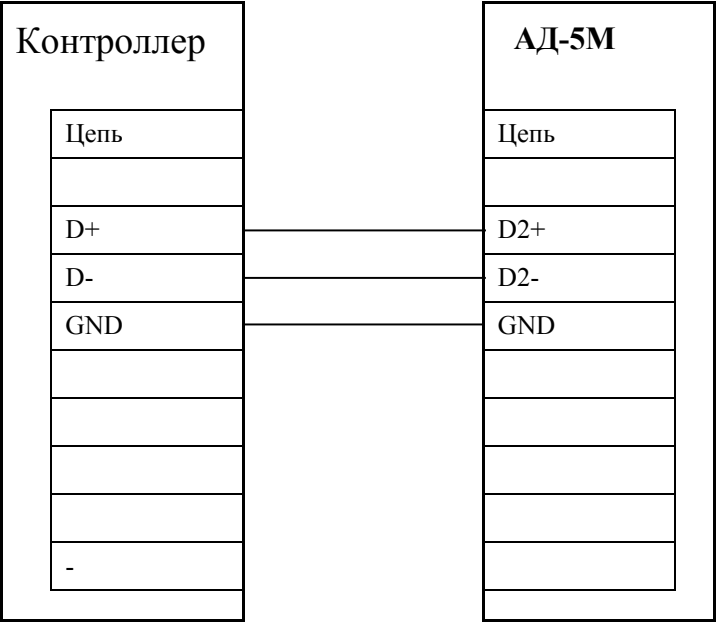 Контроллер
АД-5М
Цепь
Цепь
D+
D2+
D-
D2-
GND
GND
-